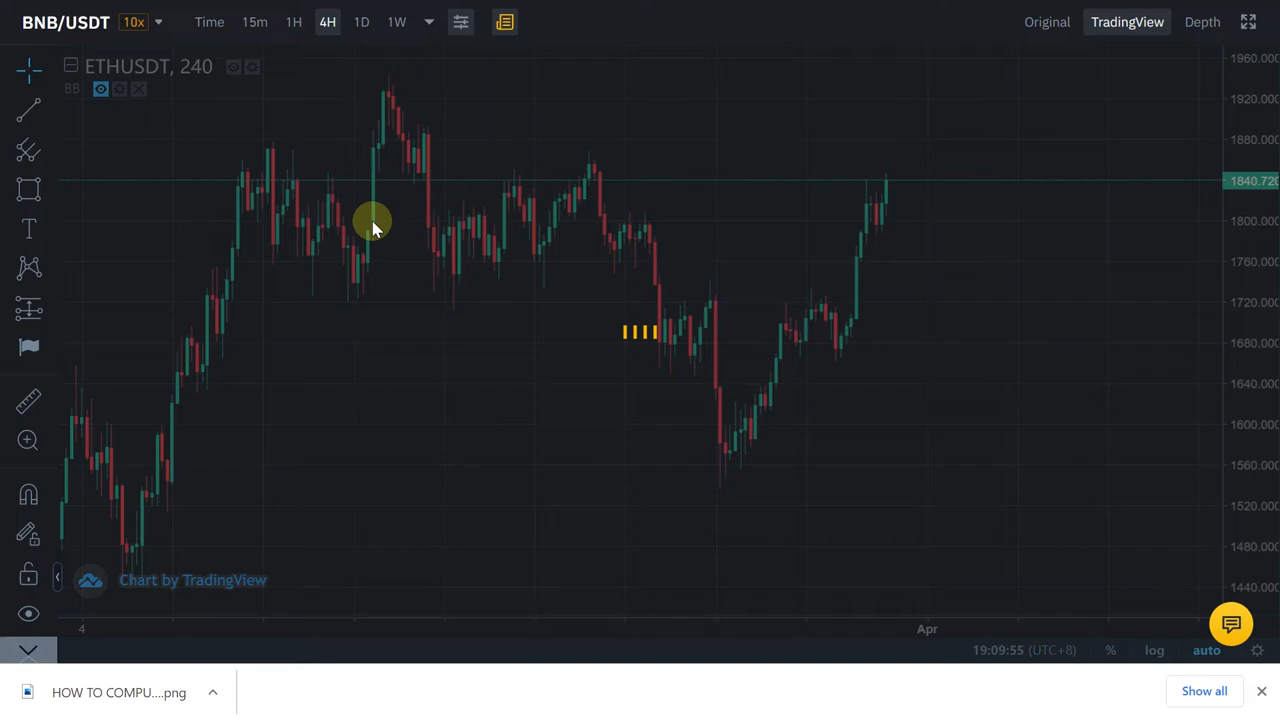 BNB/USDT 10x Time 15m 1H 4H 1D 1W Original TradingView Depth
ETHUSDT, 240
BB
1960.000
1920.000
1880.000
1840.720
1800.000
1760.000
1720.000
1680.000
1640.000
1600.000
1560.000
1520.000
1480.000
1440.000
Chart by TradingView
4 Apr
19:09:55 (UTC+8) % log auto
HOW TO COMPU....png Show all